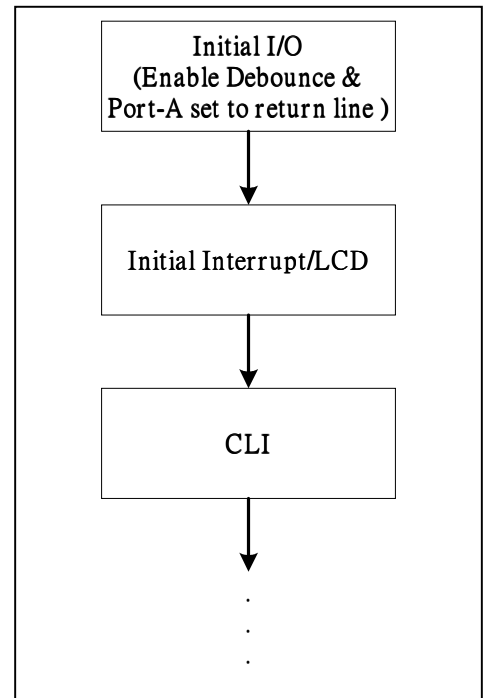 Initial I/O
(Enable Debounce &
Port-A set to return line )
Initial Interrupt/LCD
CLI
.
.
.